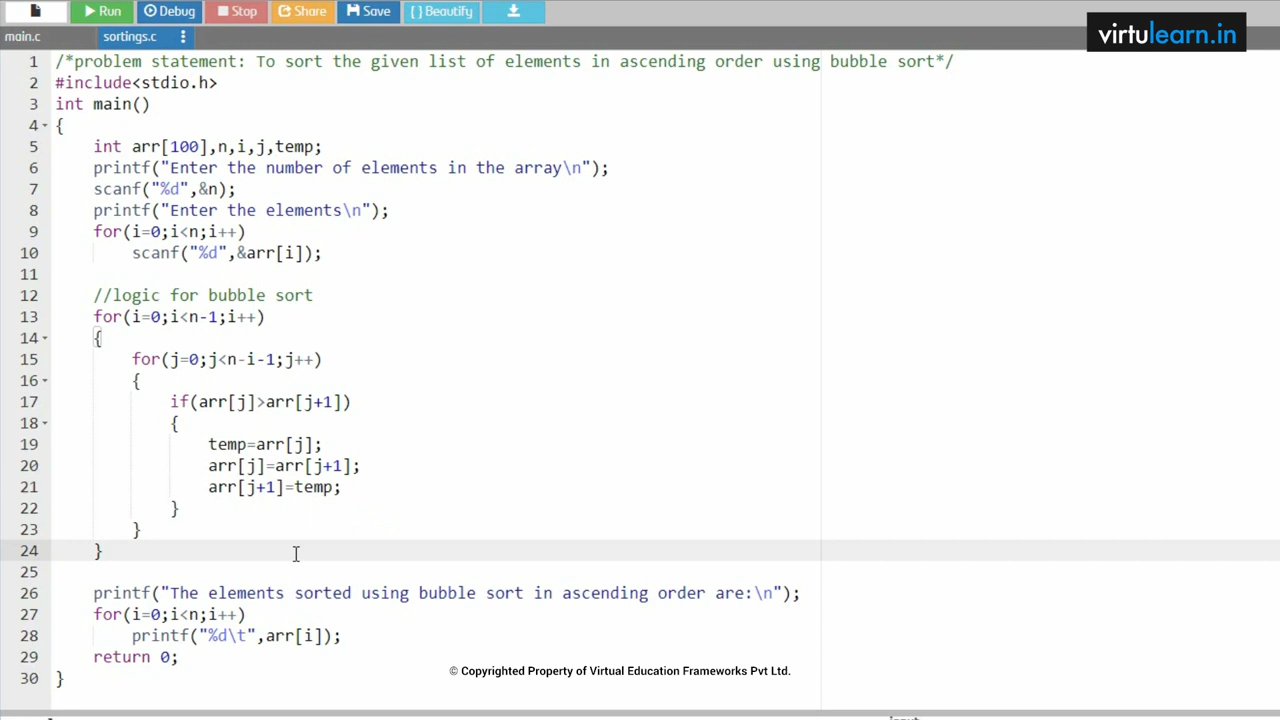 Run Debug Stop Share Save { } Beautify
virtulearn.in
main.c sortings.c
1 /*problem statement: To sort the given list of elements in ascending order using bubble sort*/
2 #include<stdio.h>
3 int main()
4 {
5 int arr[100],n,i,j,temp;
6 printf("Enter the number of elements in the array\n");
7 scanf("%d",&n);
8 printf("Enter the elements\n");
9 for(i=0;i<n;i++)
10 scanf("%d",&arr[i]);
11
12 //logic for bubble sort
13 for(i=0;i<n-1;i++)
14 {
15 for(j=0;j<n-i-1;j++)
16 {
17 if(arr[j]>arr[j+1])
18 {
19 temp=arr[j];
20 arr[j]=arr[j+1];
21 arr[j+1]=temp;
22 }
23 }
24 }
25
26 printf("The elements sorted using bubble sort in ascending order are:\n");
27 for(i=0;i<n;i++)
28 printf("%d\t",arr[i]);
29 return 0;
30 }
© Copyrighted Property of Virtual Education Frameworks Pvt Ltd.